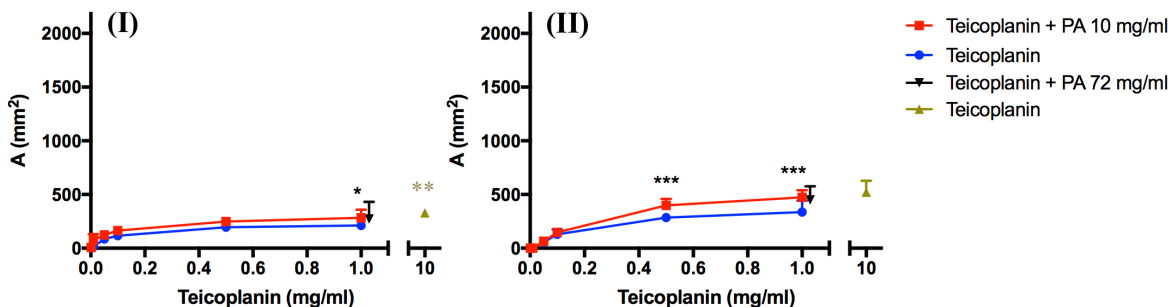 (I)
2000
1500
1000
500
0
A (mm²)
*
**
0.0 0.2 0.4 0.6 0.8 1.0 10
Teicoplanin (mg/ml)
(II)
2000
1500
1000
500
0
A (mm²)
***
***
0.0 0.2 0.4 0.6 0.8 1.0 10
Teicoplanin (mg/ml)
Teicoplanin + PA 10 mg/ml
Teicoplanin
Teicoplanin + PA 72 mg/ml
Teicoplanin